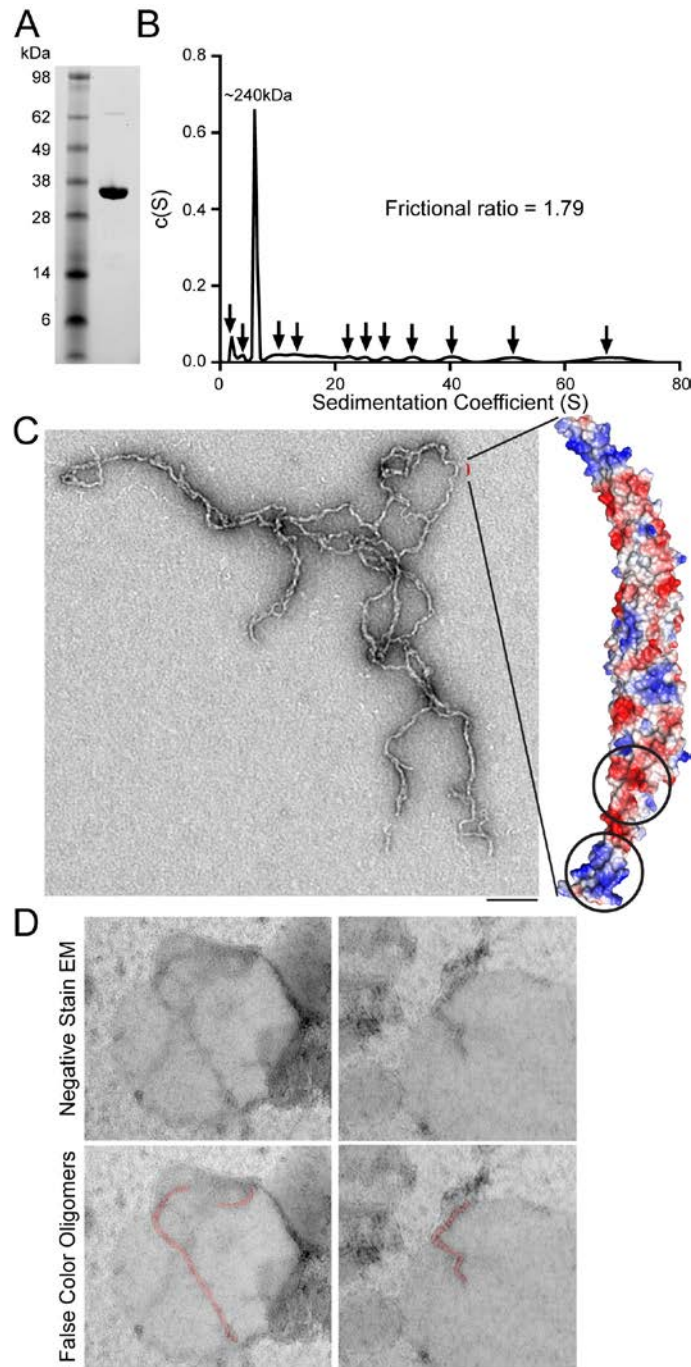 A
kDa
98
62
49
38
28
14
6
B
0.8
0.6
0.4
0.2
0.0
c(S)
~240kDa
Frictional ratio = 1.79
0
20
40
60
80
Sedimentation Coefficient (S)
C
D
Negative Stain EM
False Color Oligomers